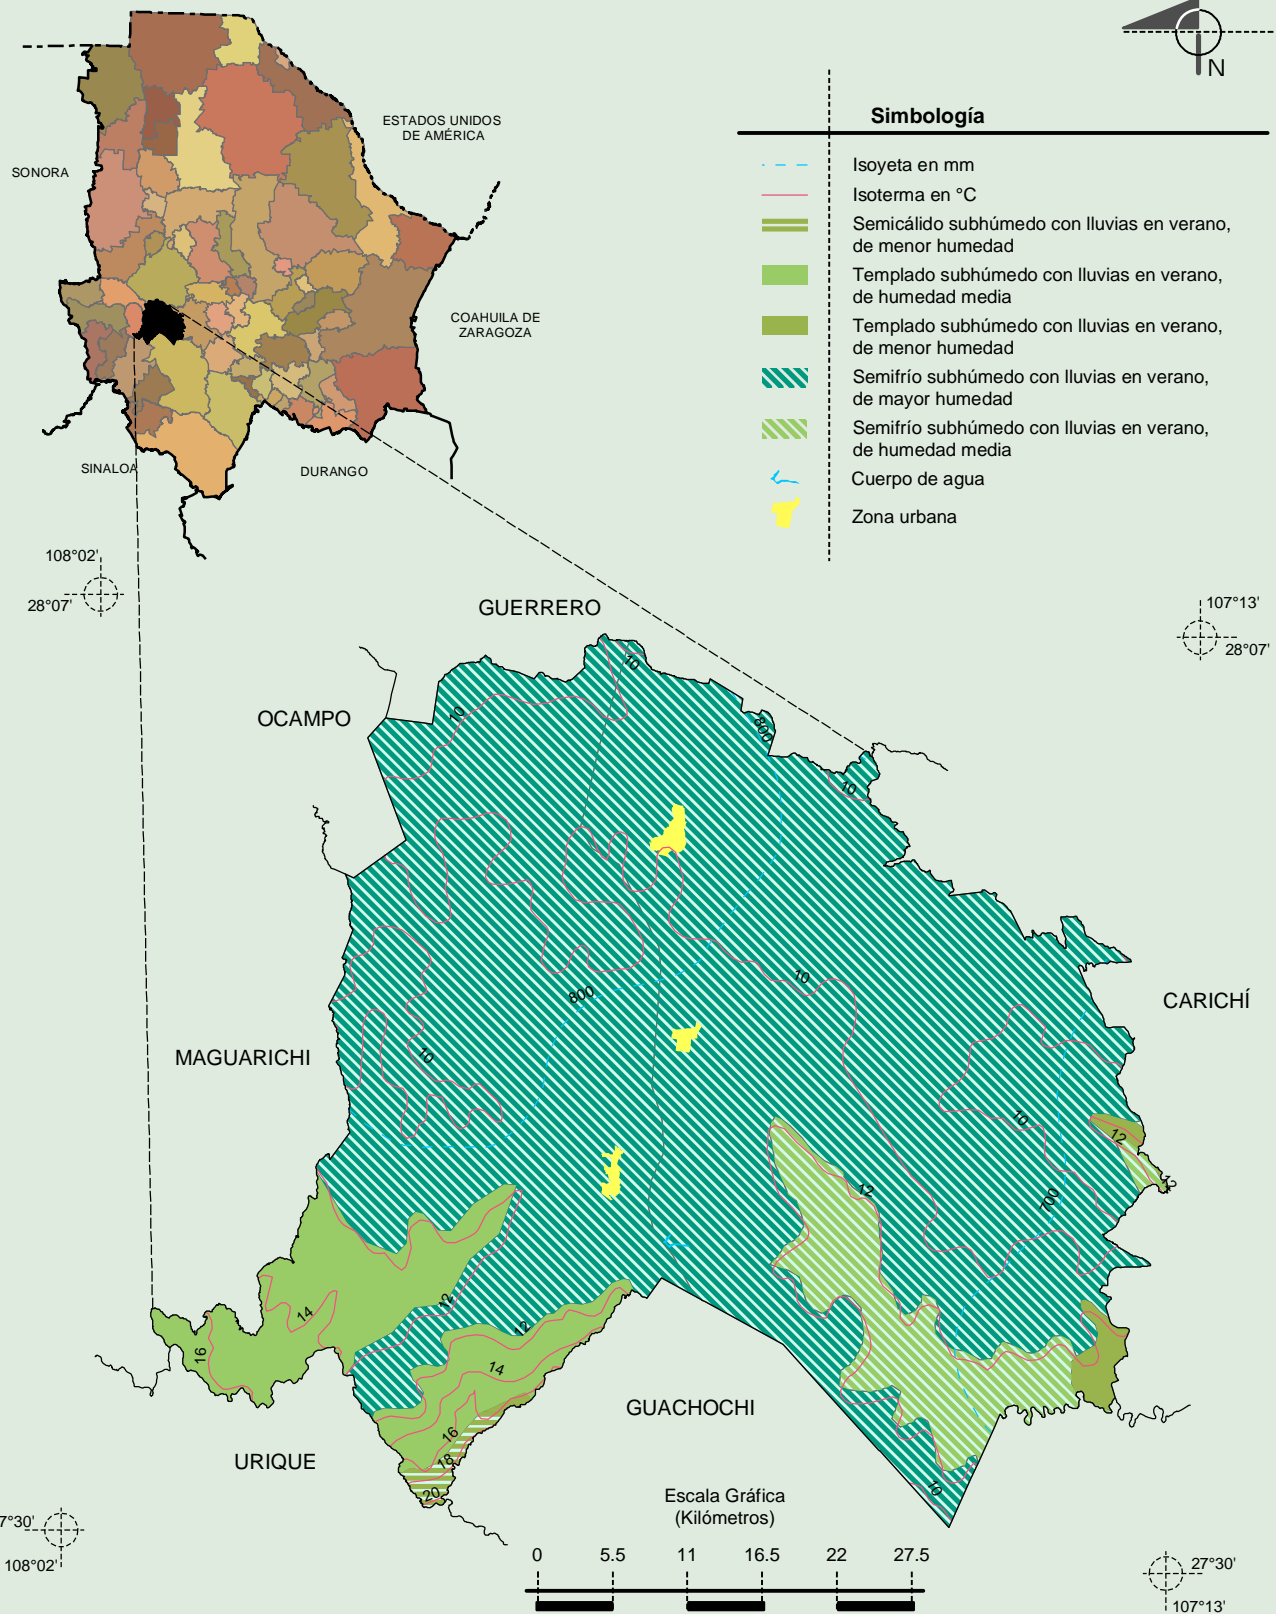 N
ESTADOS UNIDOS
DE AMÉRICA
SONORA
COAHUILA DE
ZARAGOZA
SINALOA
DURANGO
Simbología
Isoyeta en mm
Isoterma en °C
Semicálido subhúmedo con lluvias en verano,
de menor humedad
Templado subhúmedo con lluvias en verano,
de humedad media
Templado subhúmedo con lluvias en verano,
de menor humedad
Semifrío subhúmedo con lluvias en verano,
de mayor humedad
Semifrío subhúmedo con lluvias en verano,
de humedad media
Cuerpo de agua
Zona urbana
108°02'
28°07'
107°13'
28°07'
GUERRERO
10
OCAMPO
10
800
10
10
800
CARICHÍ
MAGUARICHI
10
10
12
12
12
700
12
14
12
16
14
GUACHOCHI
16
URIQUE
18
20
10
Escala Gráfica
(Kilómetros)
0 5.5 11 16.5 22 27.5
7°30'
108°02'
27°30'
107°13'